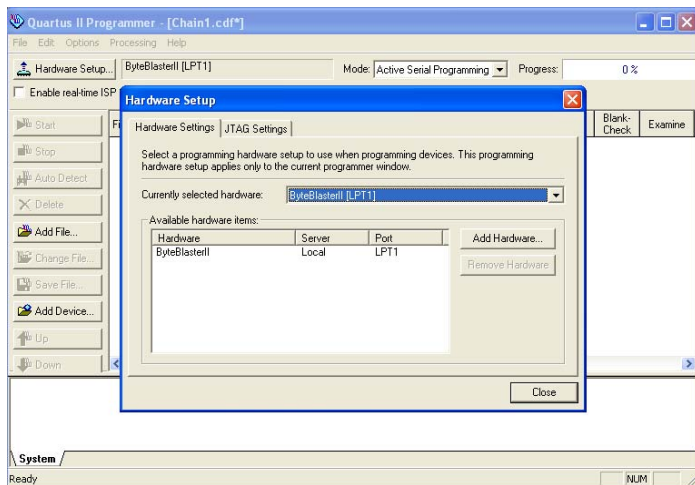 Quartus II Programmer - [Chain1.cdf*]
File Edit Options Processing Help
Hardware Setup... ByteBlasterII [LPT1] Mode: Active Serial Programming Progress: 0 %
Enable real-time ISP
Hardware Setup
Start
Blank-Check Examine
Hardware Settings JTAG Settings
Stop
Select a programming hardware setup to use when programming devices. This programming
hardware setup applies only to the current programmer window.
Auto Detect
Currently selected hardware: ByteBlasterII [LPT1]
Delete
Available hardware items:
Add File...
Hardware Server Port Add Hardware...
ByteBlasterII Local LPT1
Change File...
Remove Hardware
Save File...
Add Device...
Up
Down
Close
System
Ready NUM